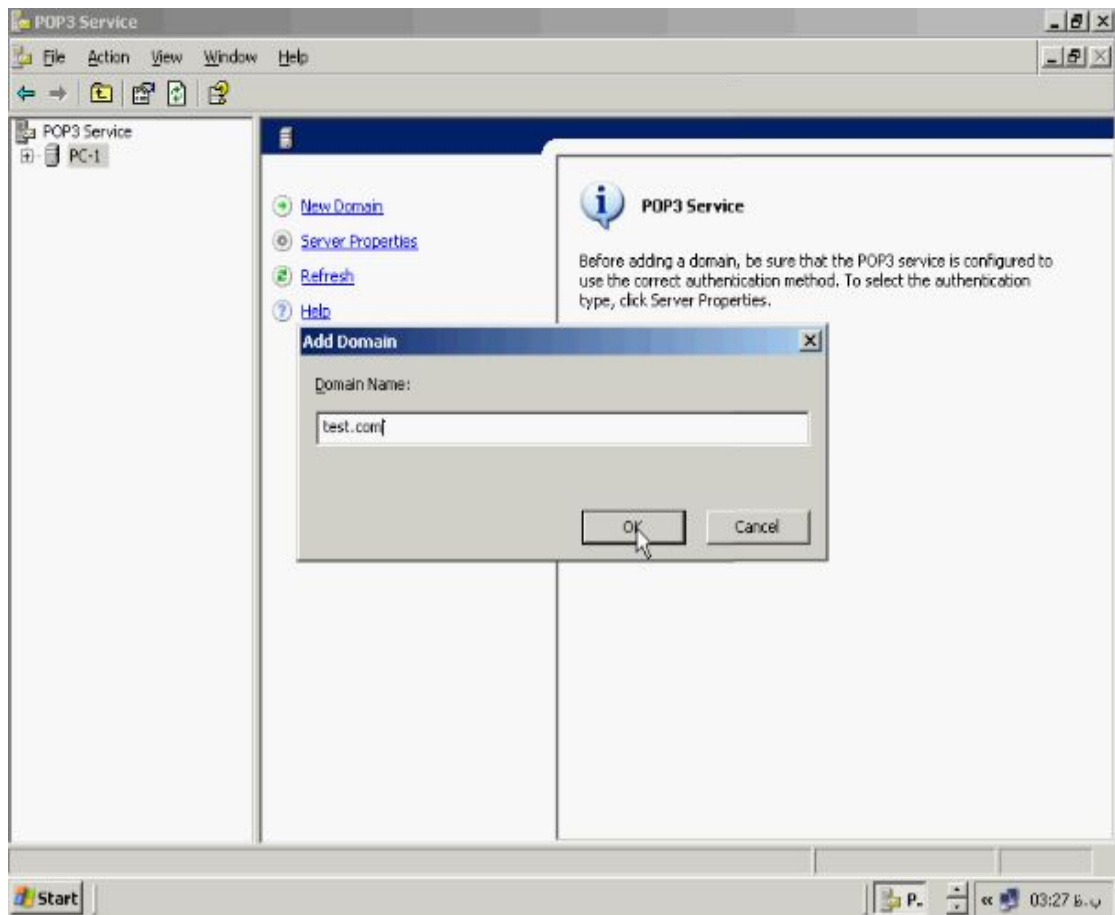 POP3 Service
File Action View Window Help
POP3 Service
PC-1
New Domain
Server Properties
Refresh
Help
POP3 Service
Before adding a domain, be sure that the POP3 service is configured to
use the correct authentication method. To select the authentication
type, click Server Properties.
Add Domain
Domain Name:
test.com
OK
Cancel
Start
P..
03:27 ب.ظ